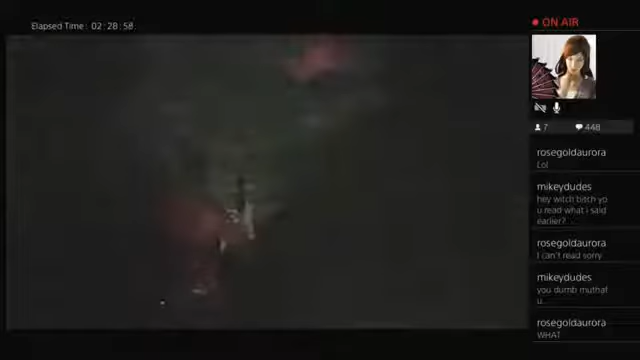 Elapsed Time: 02:28:58
ON AIR
7 448
rosegoldaurora
Lol
mikeydudes
hey witch bitch yo
u read what i said
earlier?
rosegoldaurora
I can't read sorry
mikeydudes
you dumb muthaf
u..
rosegoldaurora
WHAT